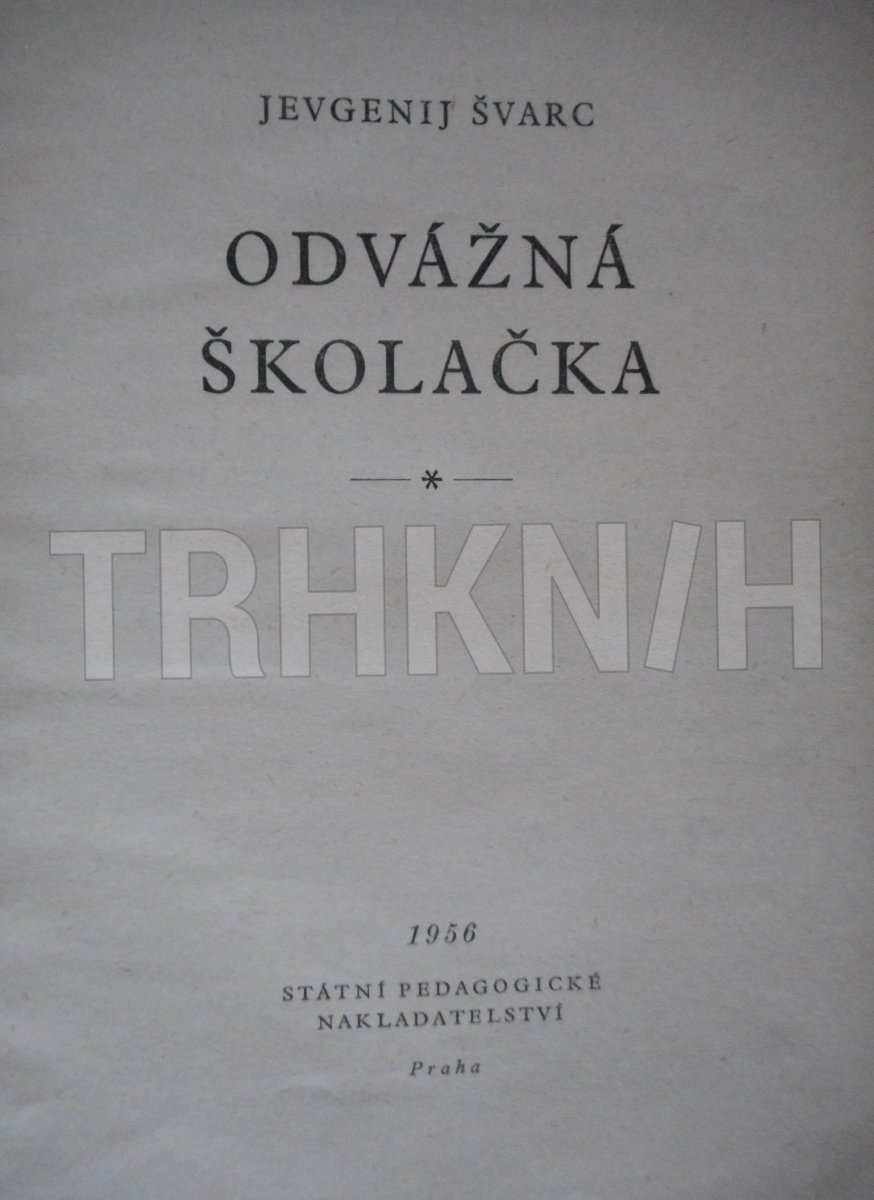 JEVGENIJ ŠVARC
ODVÁŽNÁ
ŠKOLAČKA
*
TRHKNIH
1956
STÁTNÍ PEDAGOGICKÉ
NAKLADATELSTVÍ
Praha